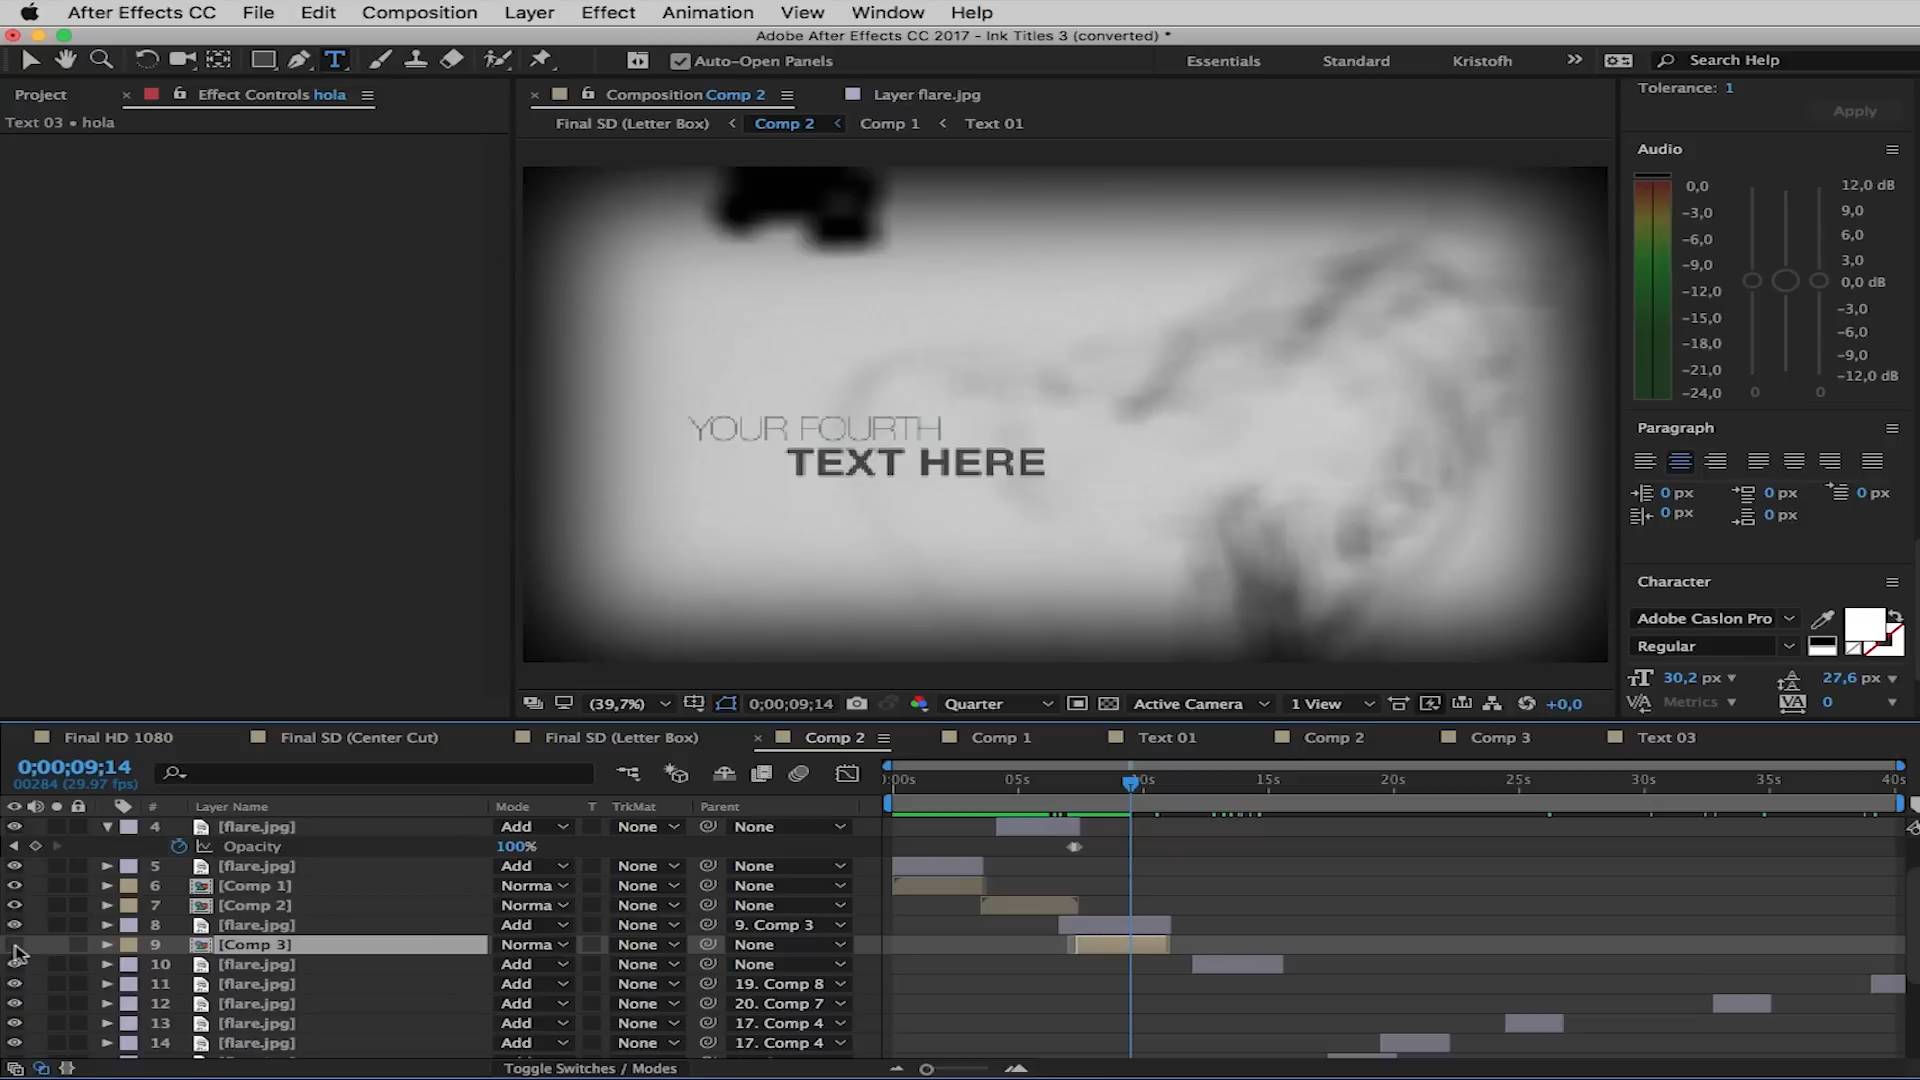 After Effects CC File Edit Composition Layer Effect Animation View Window Help
Adobe After Effects CC 2017 - Ink Titles 3 (converted) *
T Auto-Open Panels Essentials Standard Kristofh >> Search Help
Project × Effect Controls hola × Composition Comp 2 Layer flare.jpg Tolerance: 1
Text 03 • hola Final SD (Letter Box) < Comp 2 < Comp 1 < Text 01 Apply
Audio
0,0 12,0 dB
-3,0 9,0
-6,0 6,0
-9,0 3,0
-12,0 0,0 dB
-15,0 -3,0
-18,0 -6,0
-21,0 -9,0
-24,0 0 0 -12,0 dB
YOUR FOURTH
TEXT HERE
Paragraph
0 px 0 px 0 px
0 px 0 px
Character
Adobe Caslon Pro
Regular
30,2 px 27,6 px
Metrics 0
(39,7%) 0;00;09;14 Quarter Active Camera 1 View +0,0
Final HD 1080 Final SD (Center Cut) Final SD (Letter Box) × Comp 2 Comp 1 Text 01 Comp 2 Comp 3 Text 03
0;00;09;14
00284 (29.97 fps)
:00s 05s 10s 15s 20s 25s 30s 35s 40s
# Layer Name Mode T TrkMat Parent
4 [flare.jpg] Add None None
Opacity 100%
5 [flare.jpg] Add None None
6 [Comp 1] Norma None None
7 [Comp 2] Norma None None
8 [flare.jpg] Add None 9. Comp 3
9 [Comp 3] Norma None None
10 [flare.jpg] Add None None
11 [flare.jpg] Add None 19. Comp 8
12 [flare.jpg] Add None 20. Comp 7
13 [flare.jpg] Add None 17. Comp 4
14 [flare.jpg] Add None 17. Comp 4
Toggle Switches / Modes